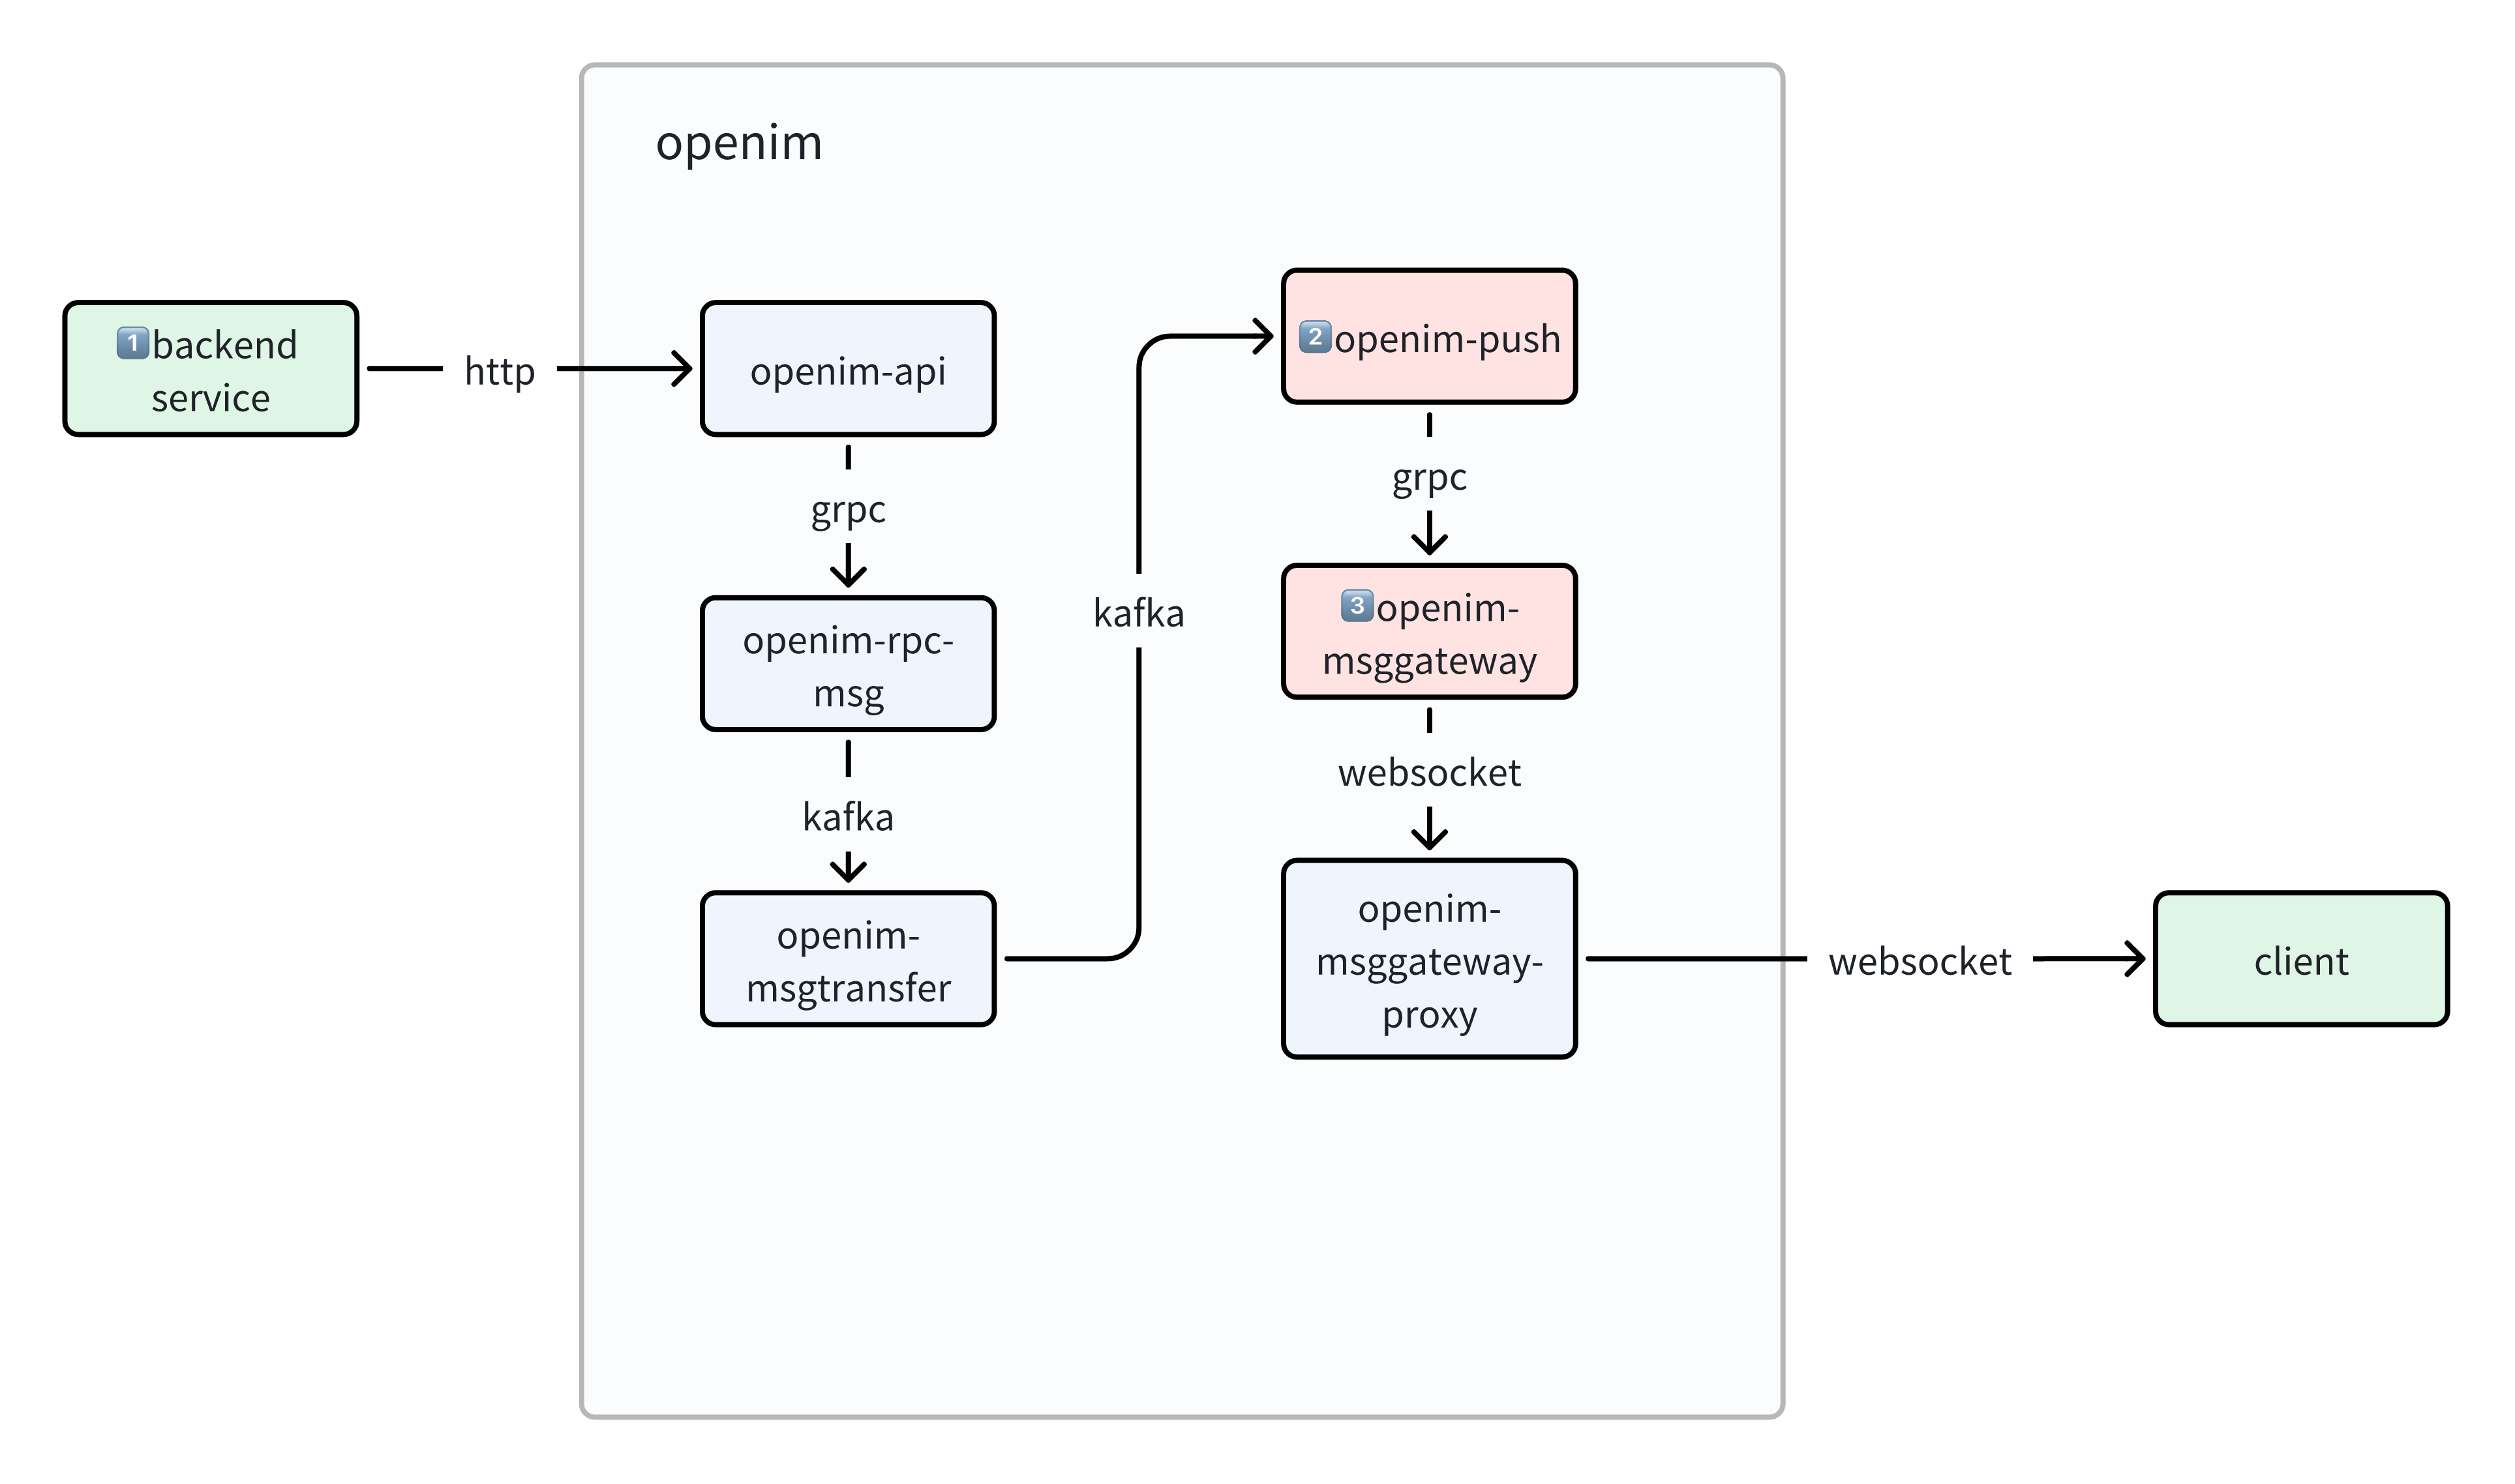 openim
1️⃣backend
service
http
openim-api
grpc
openim-rpc-
msg
kafka
openim-
msgtransfer
kafka
2️⃣openim-push
grpc
3️⃣openim-
msggateway
websocket
openim-
msggateway-
proxy
websocket
client